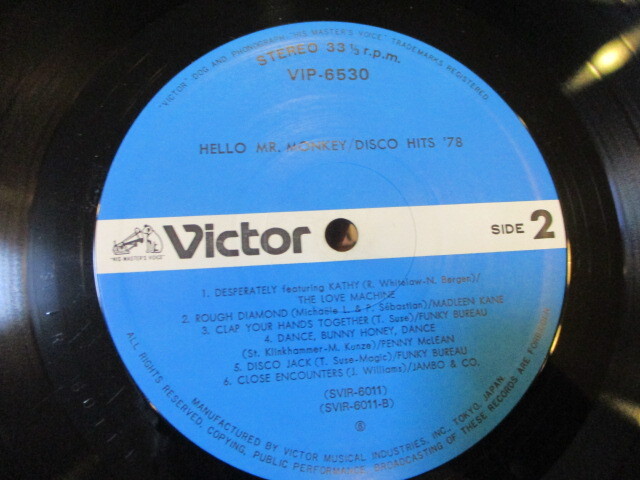 "VICTOR", DOG AND PHONOGRAPH, "HIS MASTER'S VOICE" TRADEMARKS REGISTERED
STEREO 33 1/3 r.p.m.
VIP-6530
HELLO MR. MONKEY/DISCO HITS '78
"HIS MASTER'S VOICE"
Victor
SIDE 2
1. DESPERATELY featuring KATHY (R. Whitelaw-N. Bergen)/
THE LOVE MACHINE
2. ROUGH DIAMOND (Michaële L. & P. Sébastian)/MADLEEN KANE
3. CLAP YOUR HANDS TOGETHER (T. Suse)/FUNKY BUREAU
4. DANCE, BUNNY HONEY, DANCE
(St. Klinkhammer-M. Kunze)/PENNY McLEAN
5. DISCO JACK (T. Suse-Magic)/FUNKY BUREAU
6. CLOSE ENCOUNTERS (J. Williams)/JAMBO & CO.
(SVIR-6011)
(SVIR-6011-B)
MANUFACTURED BY VICTOR MUSICAL INDUSTRIES, INC., TOKYO, JAPAN
ALL RIGHTS RESERVED, COPYING, PUBLIC PERFORMANCE, BROADCASTING OF THESE RECORDS ARE FORBIDDEN